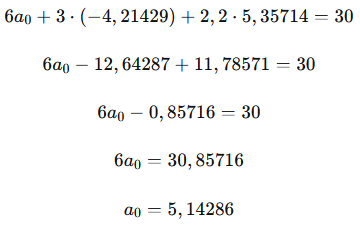 6a₀ + 3 · (−4, 21429) + 2, 2 · 5, 35714 = 30
6a₀ − 12, 64287 + 11, 78571 = 30
6a₀ − 0, 85716 = 30
6a₀ = 30, 85716
a₀ = 5, 14286